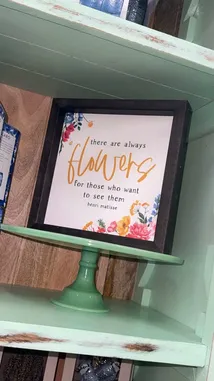 there are always
flowers
for those who want
to see them
henri matisse